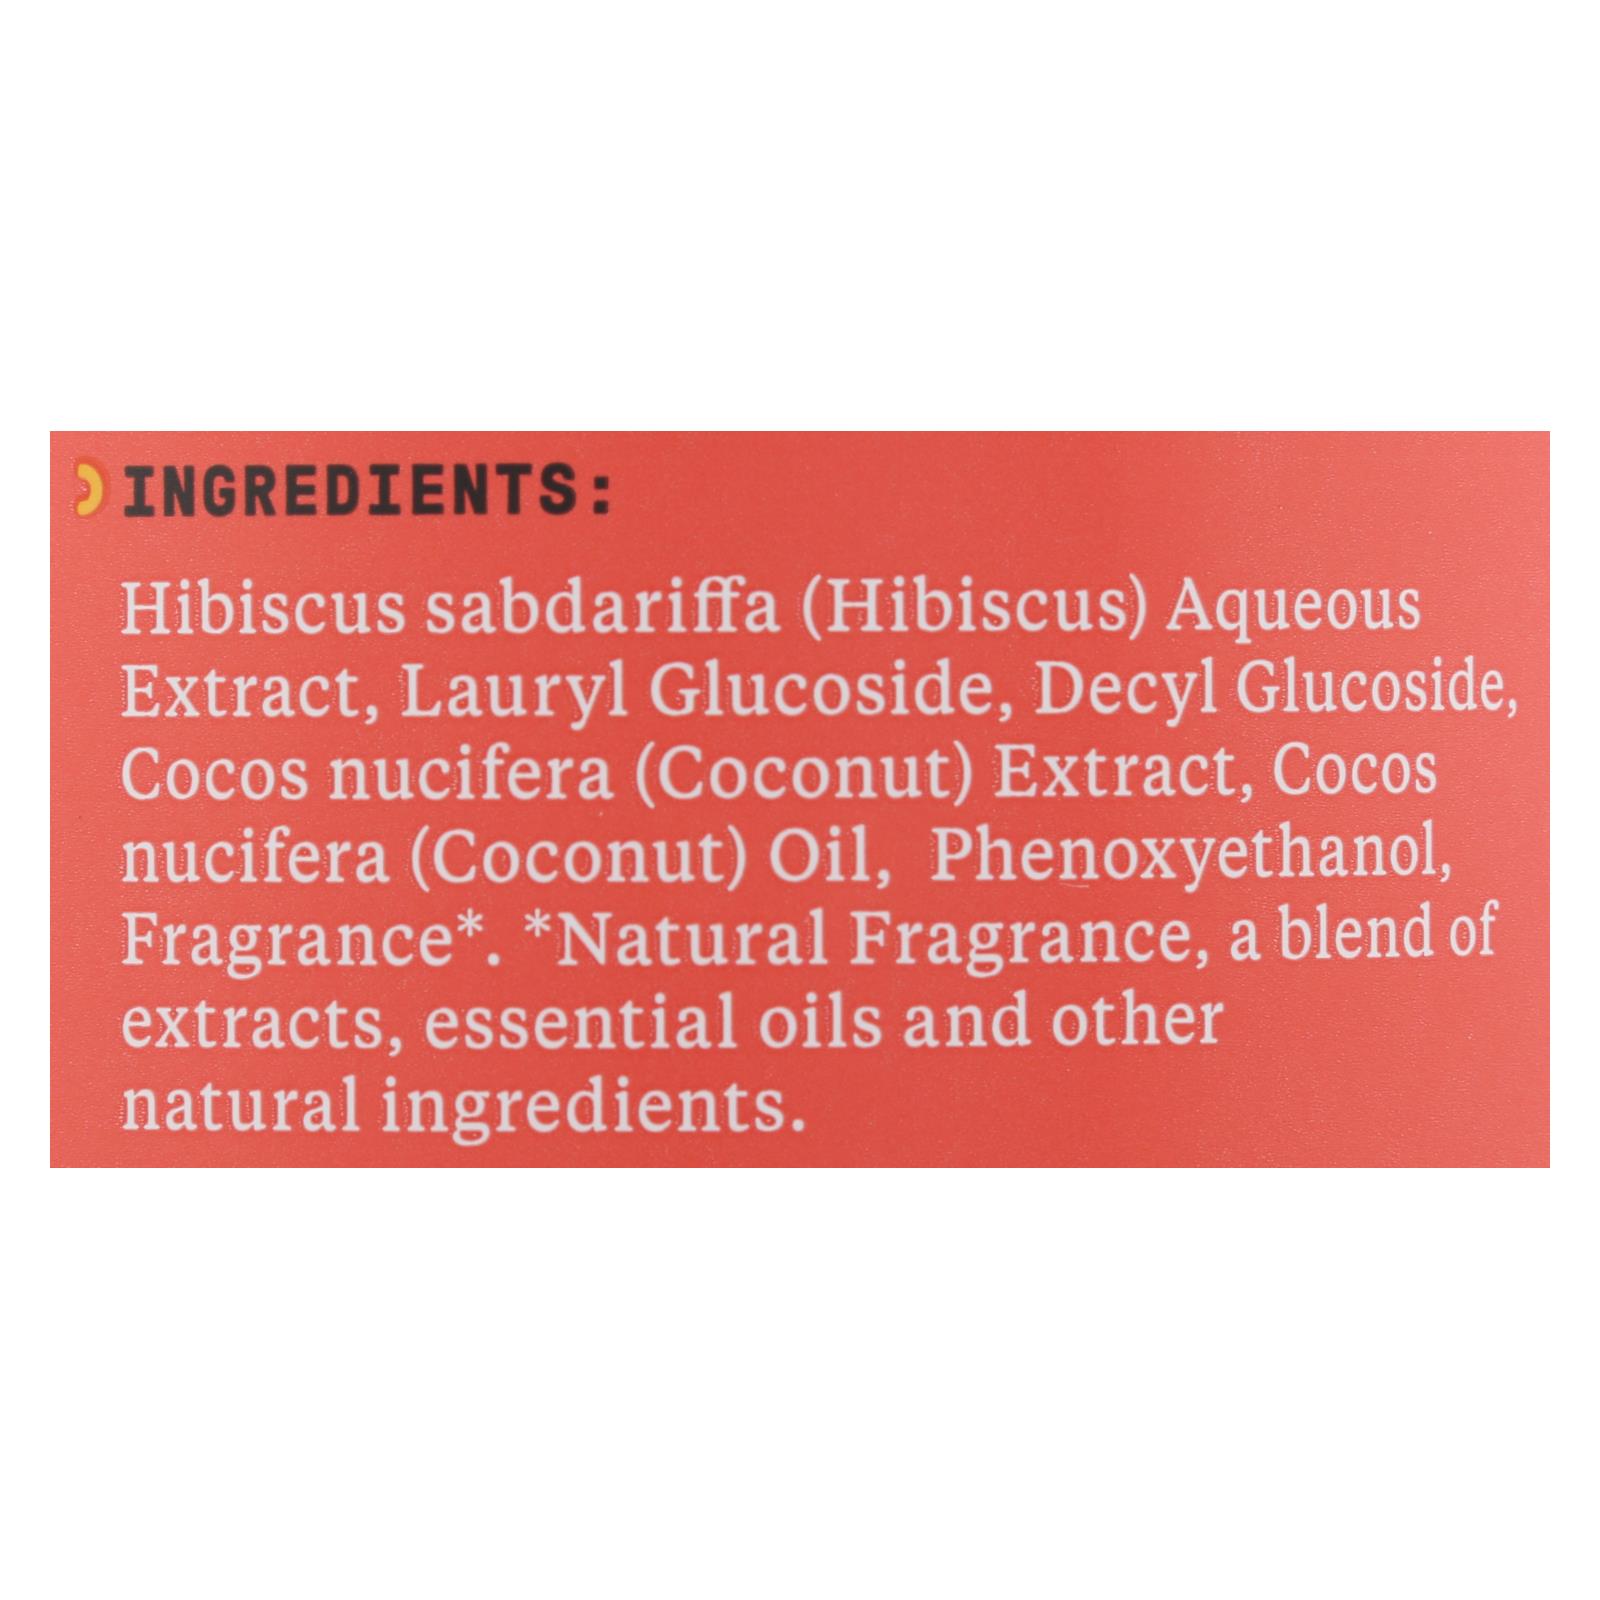 INGREDIENTS:
Hibiscus sabdariffa (Hibiscus) Aqueous
Extract, Lauryl Glucoside, Decyl Glucoside,
Cocos nucifera (Coconut) Extract, Cocos
nucifera (Coconut) Oil,  Phenoxyethanol,
Fragrance*. *Natural Fragrance, a blend of
extracts, essential oils and other
natural ingredients.